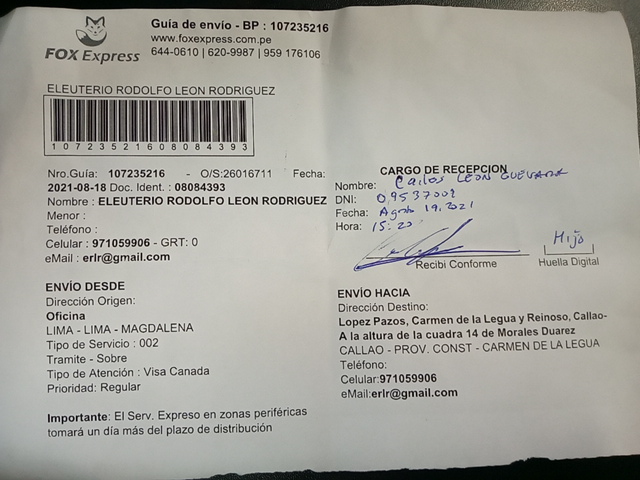 FOX Express
Guía de envío - BP : 107235216
www.foxexpress.com.pe
644-0610 | 620-9987 | 959 176106
ELEUTERIO RODOLFO LEON RODRIGUEZ
10723521608084393
Nro.Guía: 107235216 - O/S:26016711 Fecha:
2021-08-18 Doc. Ident. : 08084393
Nombre : ELEUTERIO RODOLFO LEON RODRIGUEZ
Menor :
Teléfono :
Celular : 971059906 - GRT: 0
eMail : erlr@gmail.com
CARGO DE RECEPCION
Nombre: Carlos LEON GUEVARA
DNI: 09537009
Fecha: Agosto 19.2021
Hora: 15:20
Recibi Conforme
Hijo
Huella Digital
ENVÍO DESDE
Dirección Origen:
Oficina
LIMA - LIMA - MAGDALENA
Tipo de Servicio : 002
Tramite - Sobre
Tipo de Atención : Visa Canada
Prioridad: Regular
ENVÍO HACIA
Dirección Destino:
Lopez Pazos, Carmen de la Legua y Reinoso, Callao-
A la altura de la cuadra 14 de Morales Duarez
CALLAO - PROV. CONST - CARMEN DE LA LEGUA
Teléfono:
Celular:971059906
eMail:erlr@gmail.com
Importante: El Serv. Expreso en zonas periféricas
tomará un día más del plazo de distribución